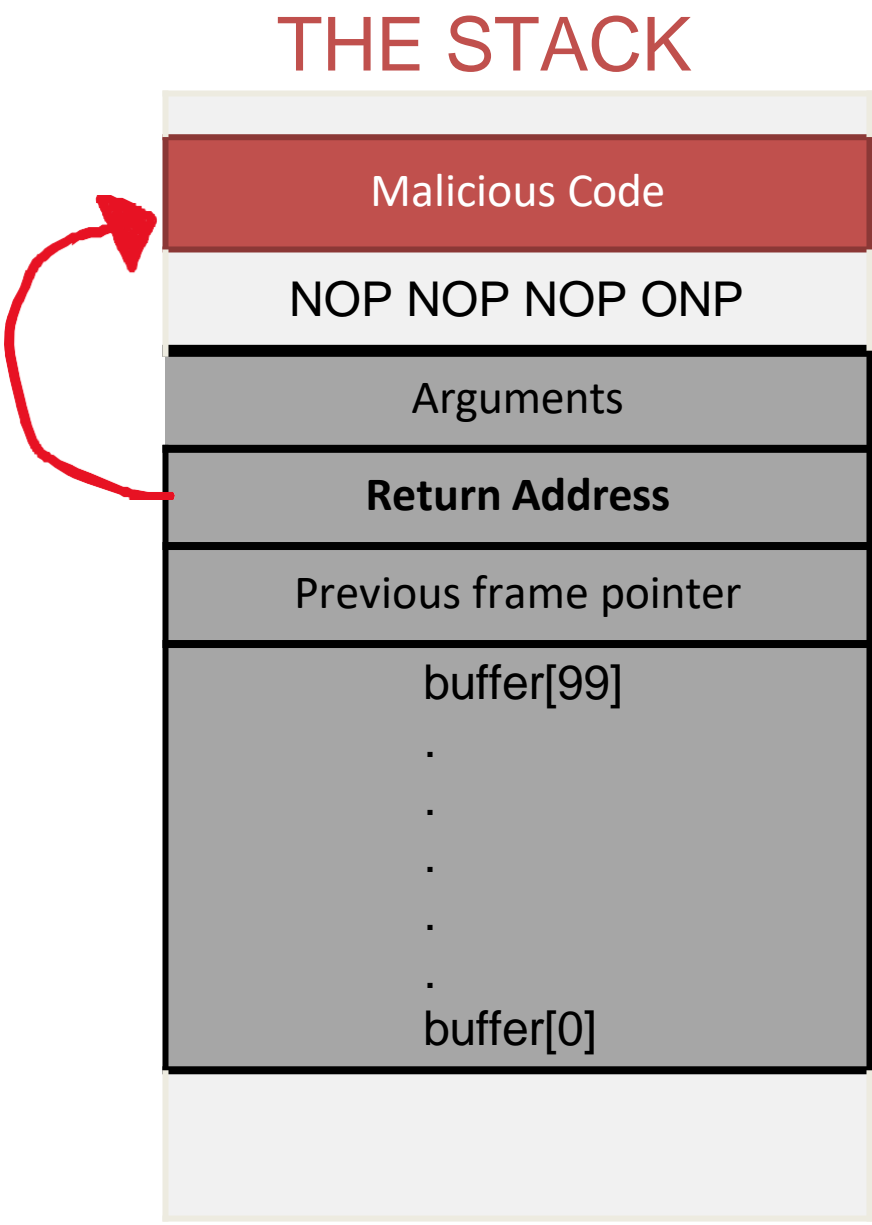 THE STACK
Malicious Code
NOP NOP NOP ONP
Arguments
Return Address
Previous frame pointer
buffer[99]
.
.
.
.
.
buffer[0]